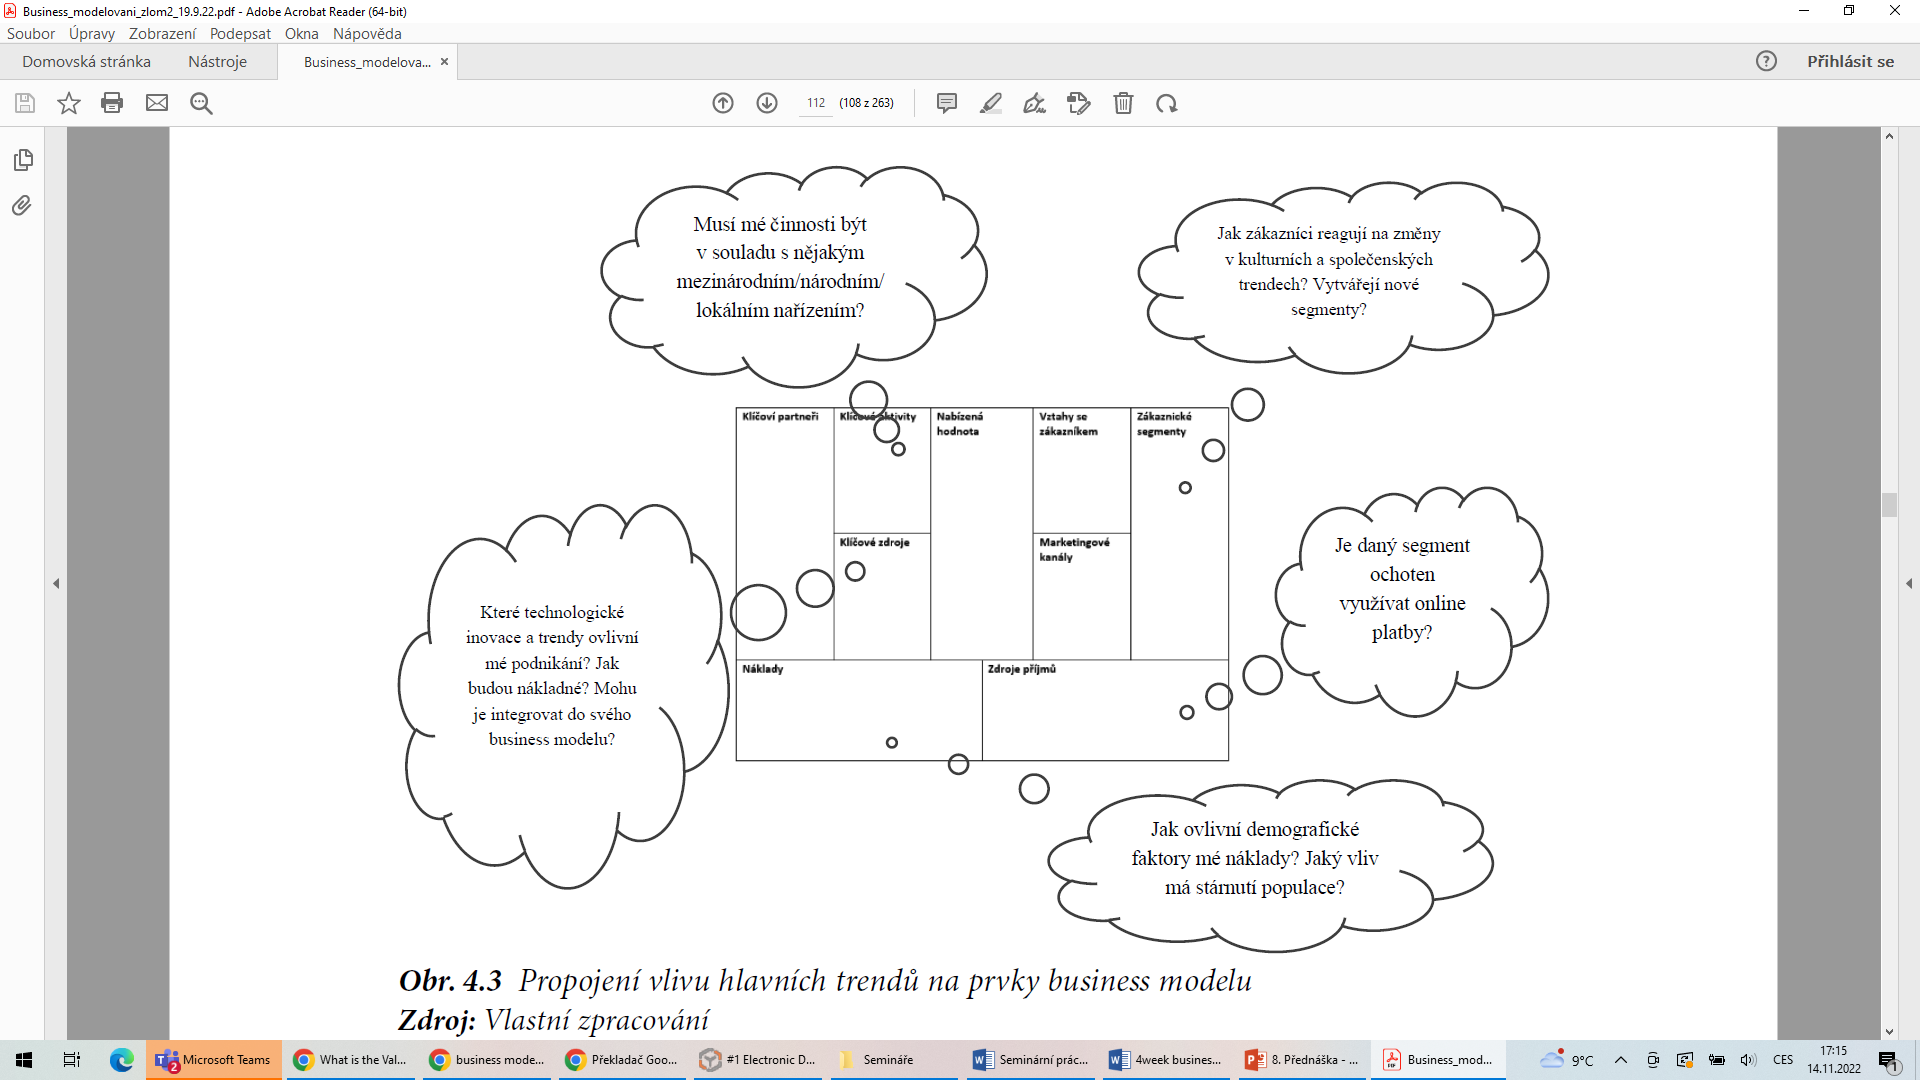 Business_modelovani_zlom2_19.9.22.pdf - Adobe Acrobat Reader (64-bit)
Soubor Úpravy Zobrazení Podepsat Okna Nápověda
Domovská stránka Nástroje Business_modelova... × ? Přihlásit se
112 (108 z 263)
Musí mé činnosti být
v souladu s nějakým
mezinárodním/národním/
lokálním nařízením?
Jak zákazníci reagují na změny
v kulturních a společenských
trendech? Vytvářejí nové
segmenty?
Klíčoví partneři
Klíčové aktivity
Nabízená
hodnota
Vztahy se
zákazníkem
Zákaznické
segmenty
Klíčové zdroje
Marketingové
kanály
Je daný segment
ochoten
využívat online
platby?
Které technologické
inovace a trendy ovlivní
mé podnikání? Jak
budou nákladné? Mohu
je integrovat do svého
business modelu?
Náklady
Zdroje příjmů
Jak ovlivní demografické
faktory mé náklady? Jaký vliv
má stárnutí populace?
Obr. 4.3 Propojení vlivu hlavních trendů na prvky business modelu
Zdroj: Vlastní zpracování
2 Microsoft Teams What is the Val... business mode... Překladač Goo... #1 Electronic D... Semináře Seminární prác... 4week busines... 8. Přednáška - ... Business_mod... 9°C CES 17:15
14.11.2022 1